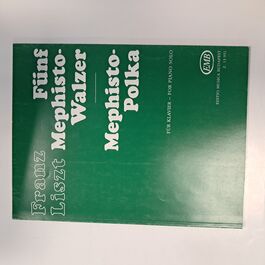 Franz
Liszt
Fünf
Mephisto-
Walzer
Mephisto-
Polka
FÜR KLAVIER - FOR PIANO SOLO
EMB
EDITIO MUSICA BUDAPEST